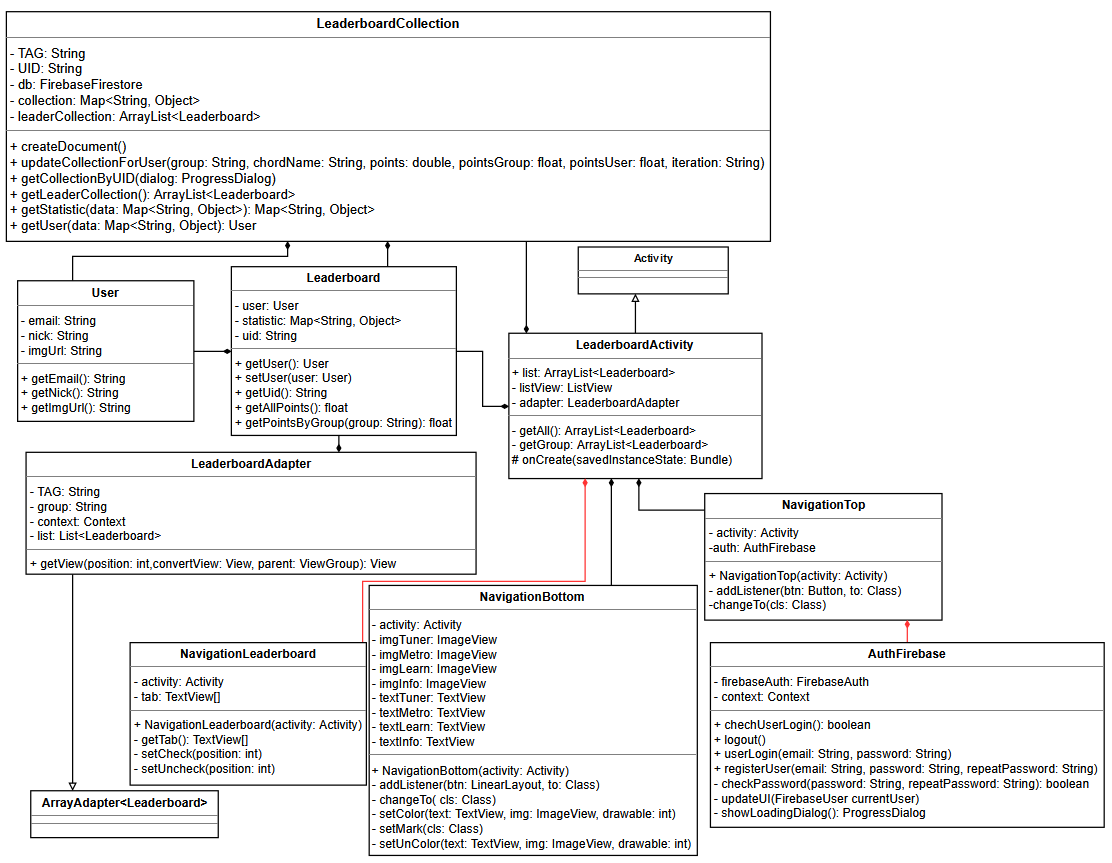 LeaderboardCollection
- TAG: String
- UID: String
- db: FirebaseFirestore
- collection: Map<String, Object>
- leaderCollection: ArrayList<Leaderboard>
+ createDocument()
+ updateCollectionForUser(group: String, chordName: String, points: double, pointsGroup: float, pointsUser: float, iteration: String)
+ getCollectionByUID(dialog: ProgressDialog)
+ getLeaderCollection(): ArrayList<Leaderboard>
+ getStatistic(data: Map<String, Object>): Map<String, Object>
+ getUser(data: Map<String, Object): User
Activity
User
- email: String
- nick: String
- imgUrl: String
+ getEmail(): String
+ getNick(): String
+ getImgUrl(): String
Leaderboard
- user: User
- statistic: Map<String, Object>
- uid: String
+ getUser(): User
+ setUser(user: User)
+ getUid(): String
+ getAllPoints(): float
+ getPointsByGroup(group: String): float
LeaderboardActivity
+ list: ArrayList<Leaderboard>
- listView: ListView
- adapter: LeaderboardAdapter
- getAll(): ArrayList<Leaderboard>
- getGroup: ArrayList<Leaderboard>
# onCreate(savedInstanceState: Bundle)
LeaderboardAdapter
- TAG: String
- group: String
- context: Context
- list: List<Leaderboard>
+ getView(position: int,convertView: View, parent: ViewGroup): View
NavigationTop
- activity: Activity
-auth: AuthFirebase
+ NavigationTop(activity: Activity)
- addListener(btn: Button, to: Class)
-changeTo(cls: Class)
NavigationBottom
- activity: Activity
- imgTuner: ImageView
- imgMetro: ImageView
- imgLearn: ImageView
- imgInfo: ImageView
- textTuner: TextView
- textMetro: TextView
- textLearn: TextView
- textInfo: TextView
+ NavigationBottom(activity: Activity)
- addListener(btn: LinearLayout, to: Class)
- changeTo( cls: Class)
- setColor(text: TextView, img: ImageView, drawable: int)
- setMark(cls: Class)
- setUnColor(text: TextView, img: ImageView, drawable: int)
NavigationLeaderboard
- activity: Activity
- tab: TextView[]
+ NavigationLeaderboard(activity: Activity)
- getTab(): TextView[]
- setCheck(position: int)
- setUncheck(position: int)
AuthFirebase
- firebaseAuth: FirebaseAuth
- context: Context
+ chechUserLogin(): boolean
+ logout()
+ userLogin(email: String, password: String)
+ registerUser(email: String, password: String, repeatPassword: String)
- checkPassword(password: String, repeatPassword: String): boolean
- updateUI(FirebaseUser currentUser)
- showLoadingDialog(): ProgressDialog
ArrayAdapter<Leaderboard>